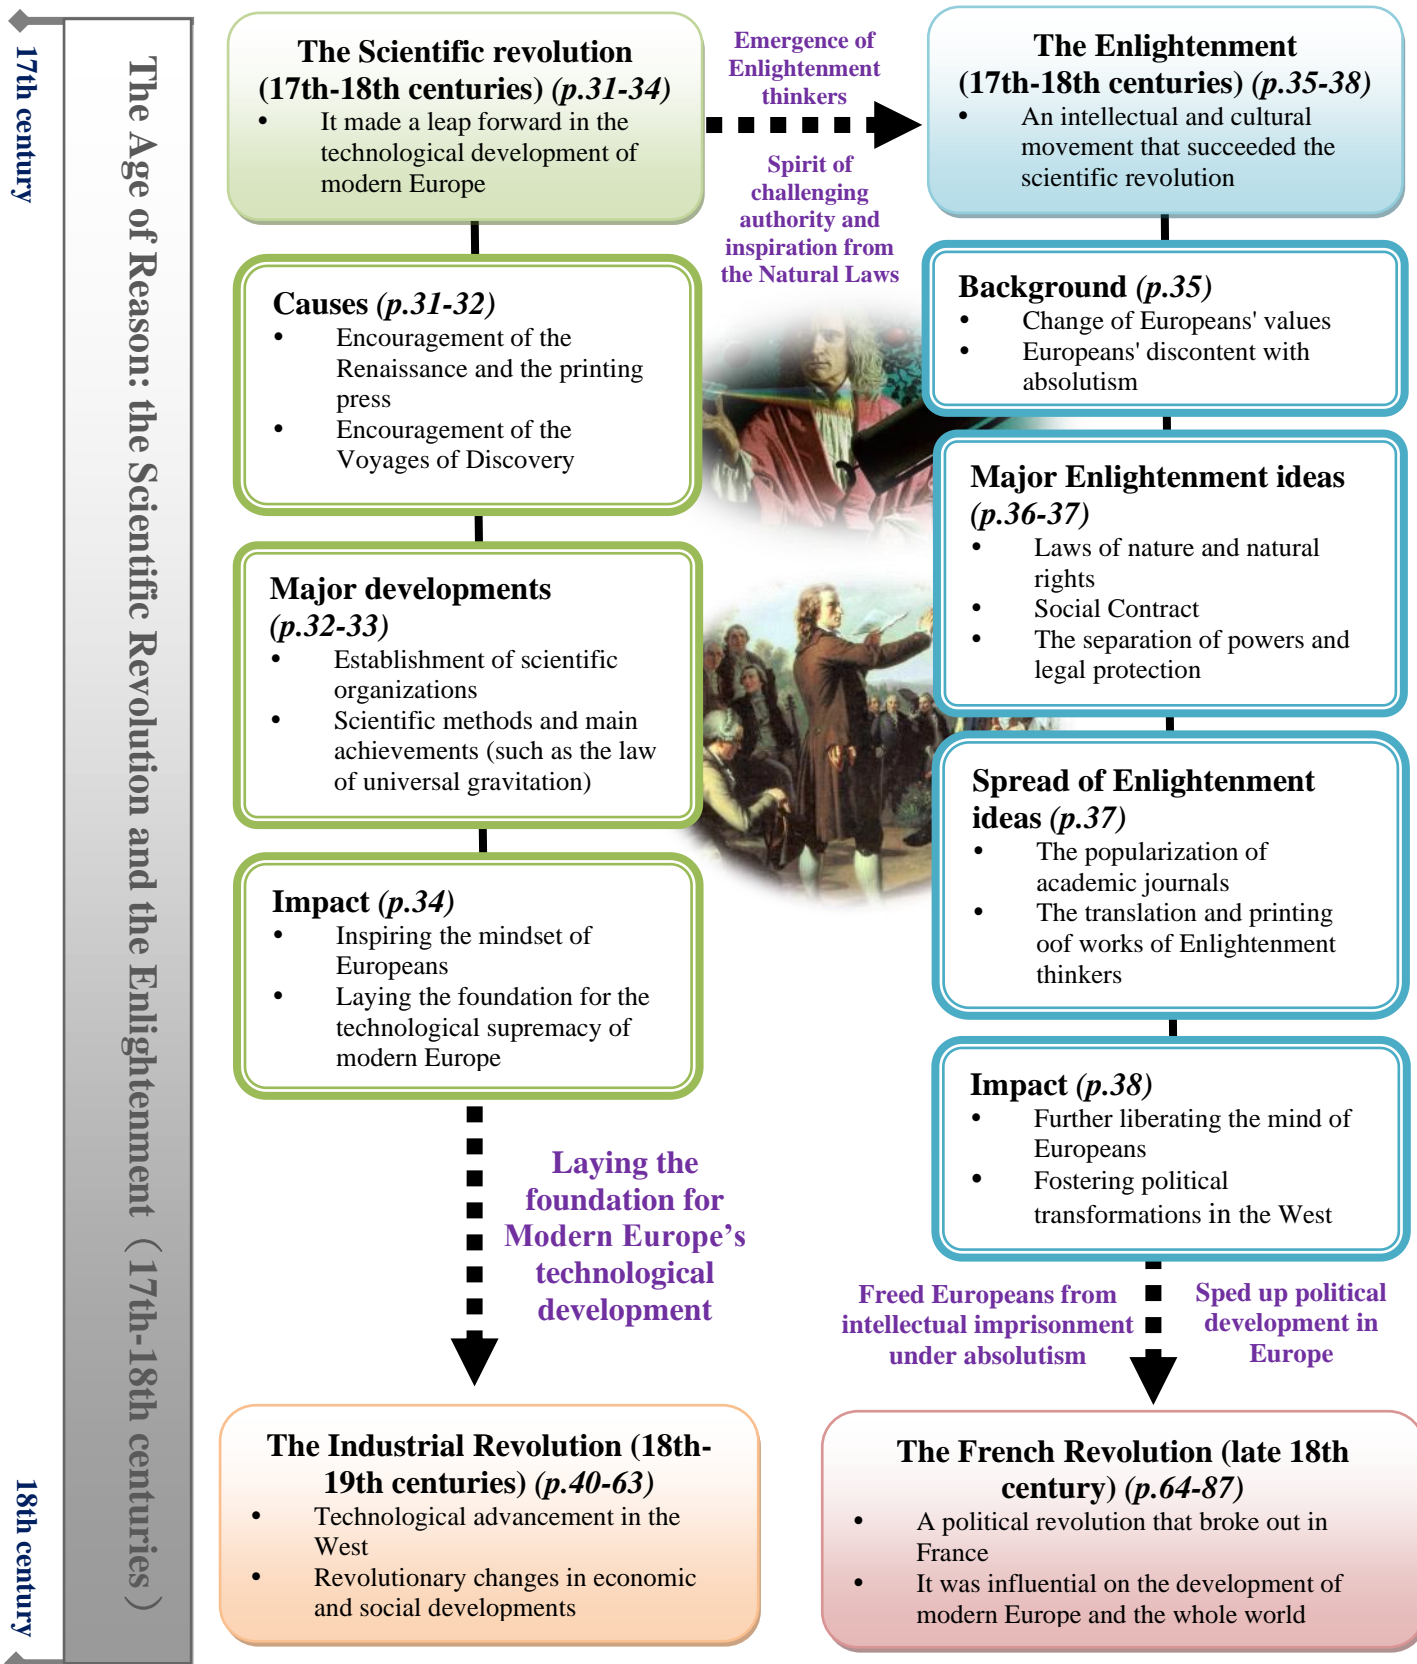 17th century
The Age of Reason: the Scientific Revolution and the Enlightenment（17th-18th centuries）
18th century
The Scientific revolution
(17th-18th centuries) (p.31-34)
• It made a leap forward in the
technological development of
modern Europe
Emergence of
Enlightenment
thinkers
Spirit of
challenging
authority and
inspiration from
the Natural Laws
The Enlightenment
(17th-18th centuries) (p.35-38)
• An intellectual and cultural
movement that succeeded the
scientific revolution
Causes (p.31-32)
• Encouragement of the
Renaissance and the printing
press
• Encouragement of the
Voyages of Discovery
Major developments
(p.32-33)
• Establishment of scientific
organizations
• Scientific methods and main
achievements (such as the law
of universal gravitation)
Impact (p.34)
• Inspiring the mindset of
Europeans
• Laying the foundation for the
technological supremacy of
modern Europe
Laying the
foundation for
Modern Europe’s
technological
development
The Industrial Revolution (18th-
19th centuries) (p.40-63)
• Technological advancement in the
West
• Revolutionary changes in economic
and social developments
Background (p.35)
• Change of Europeans' values
• Europeans' discontent with
absolutism
Major Enlightenment ideas
(p.36-37)
• Laws of nature and natural
rights
• Social Contract
• The separation of powers and
legal protection
Spread of Enlightenment
ideas (p.37)
• The popularization of
academic journals
• The translation and printing
oof works of Enlightenment
thinkers
Impact (p.38)
• Further liberating the mind of
Europeans
• Fostering political
transformations in the West
Freed Europeans from
intellectual imprisonment
under absolutism
Sped up political
development in
Europe
The French Revolution (late 18th
century) (p.64-87)
• A political revolution that broke out in
France
• It was influential on the development of
modern Europe and the whole world